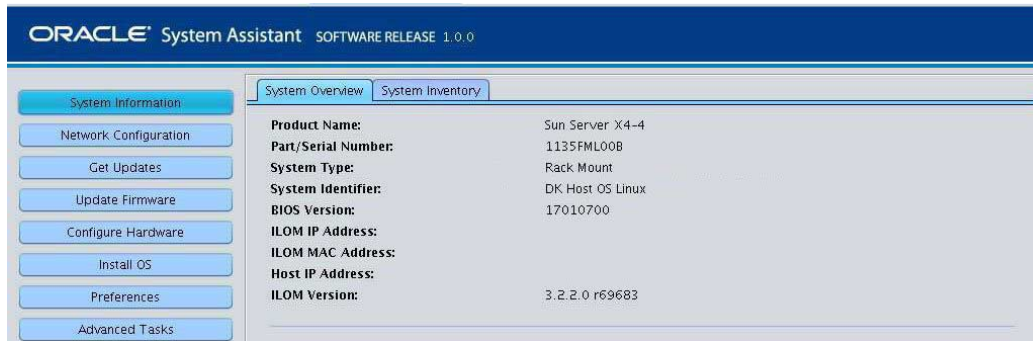 ORACLE® System Assistant SOFTWARE RELEASE 1.0.0
System Information
Network Configuration
Get Updates
Update Firmware
Configure Hardware
Install OS
Preferences
Advanced Tasks
System Overview System Inventory
Product Name: Sun Server X4-4
Part/Serial Number: 1135FML00B
System Type: Rack Mount
System Identifier: DK Host OS Linux
BIOS Version: 17010700
ILOM IP Address:
ILOM MAC Address:
Host IP Address:
ILOM Version: 3.2.2.0 r69683